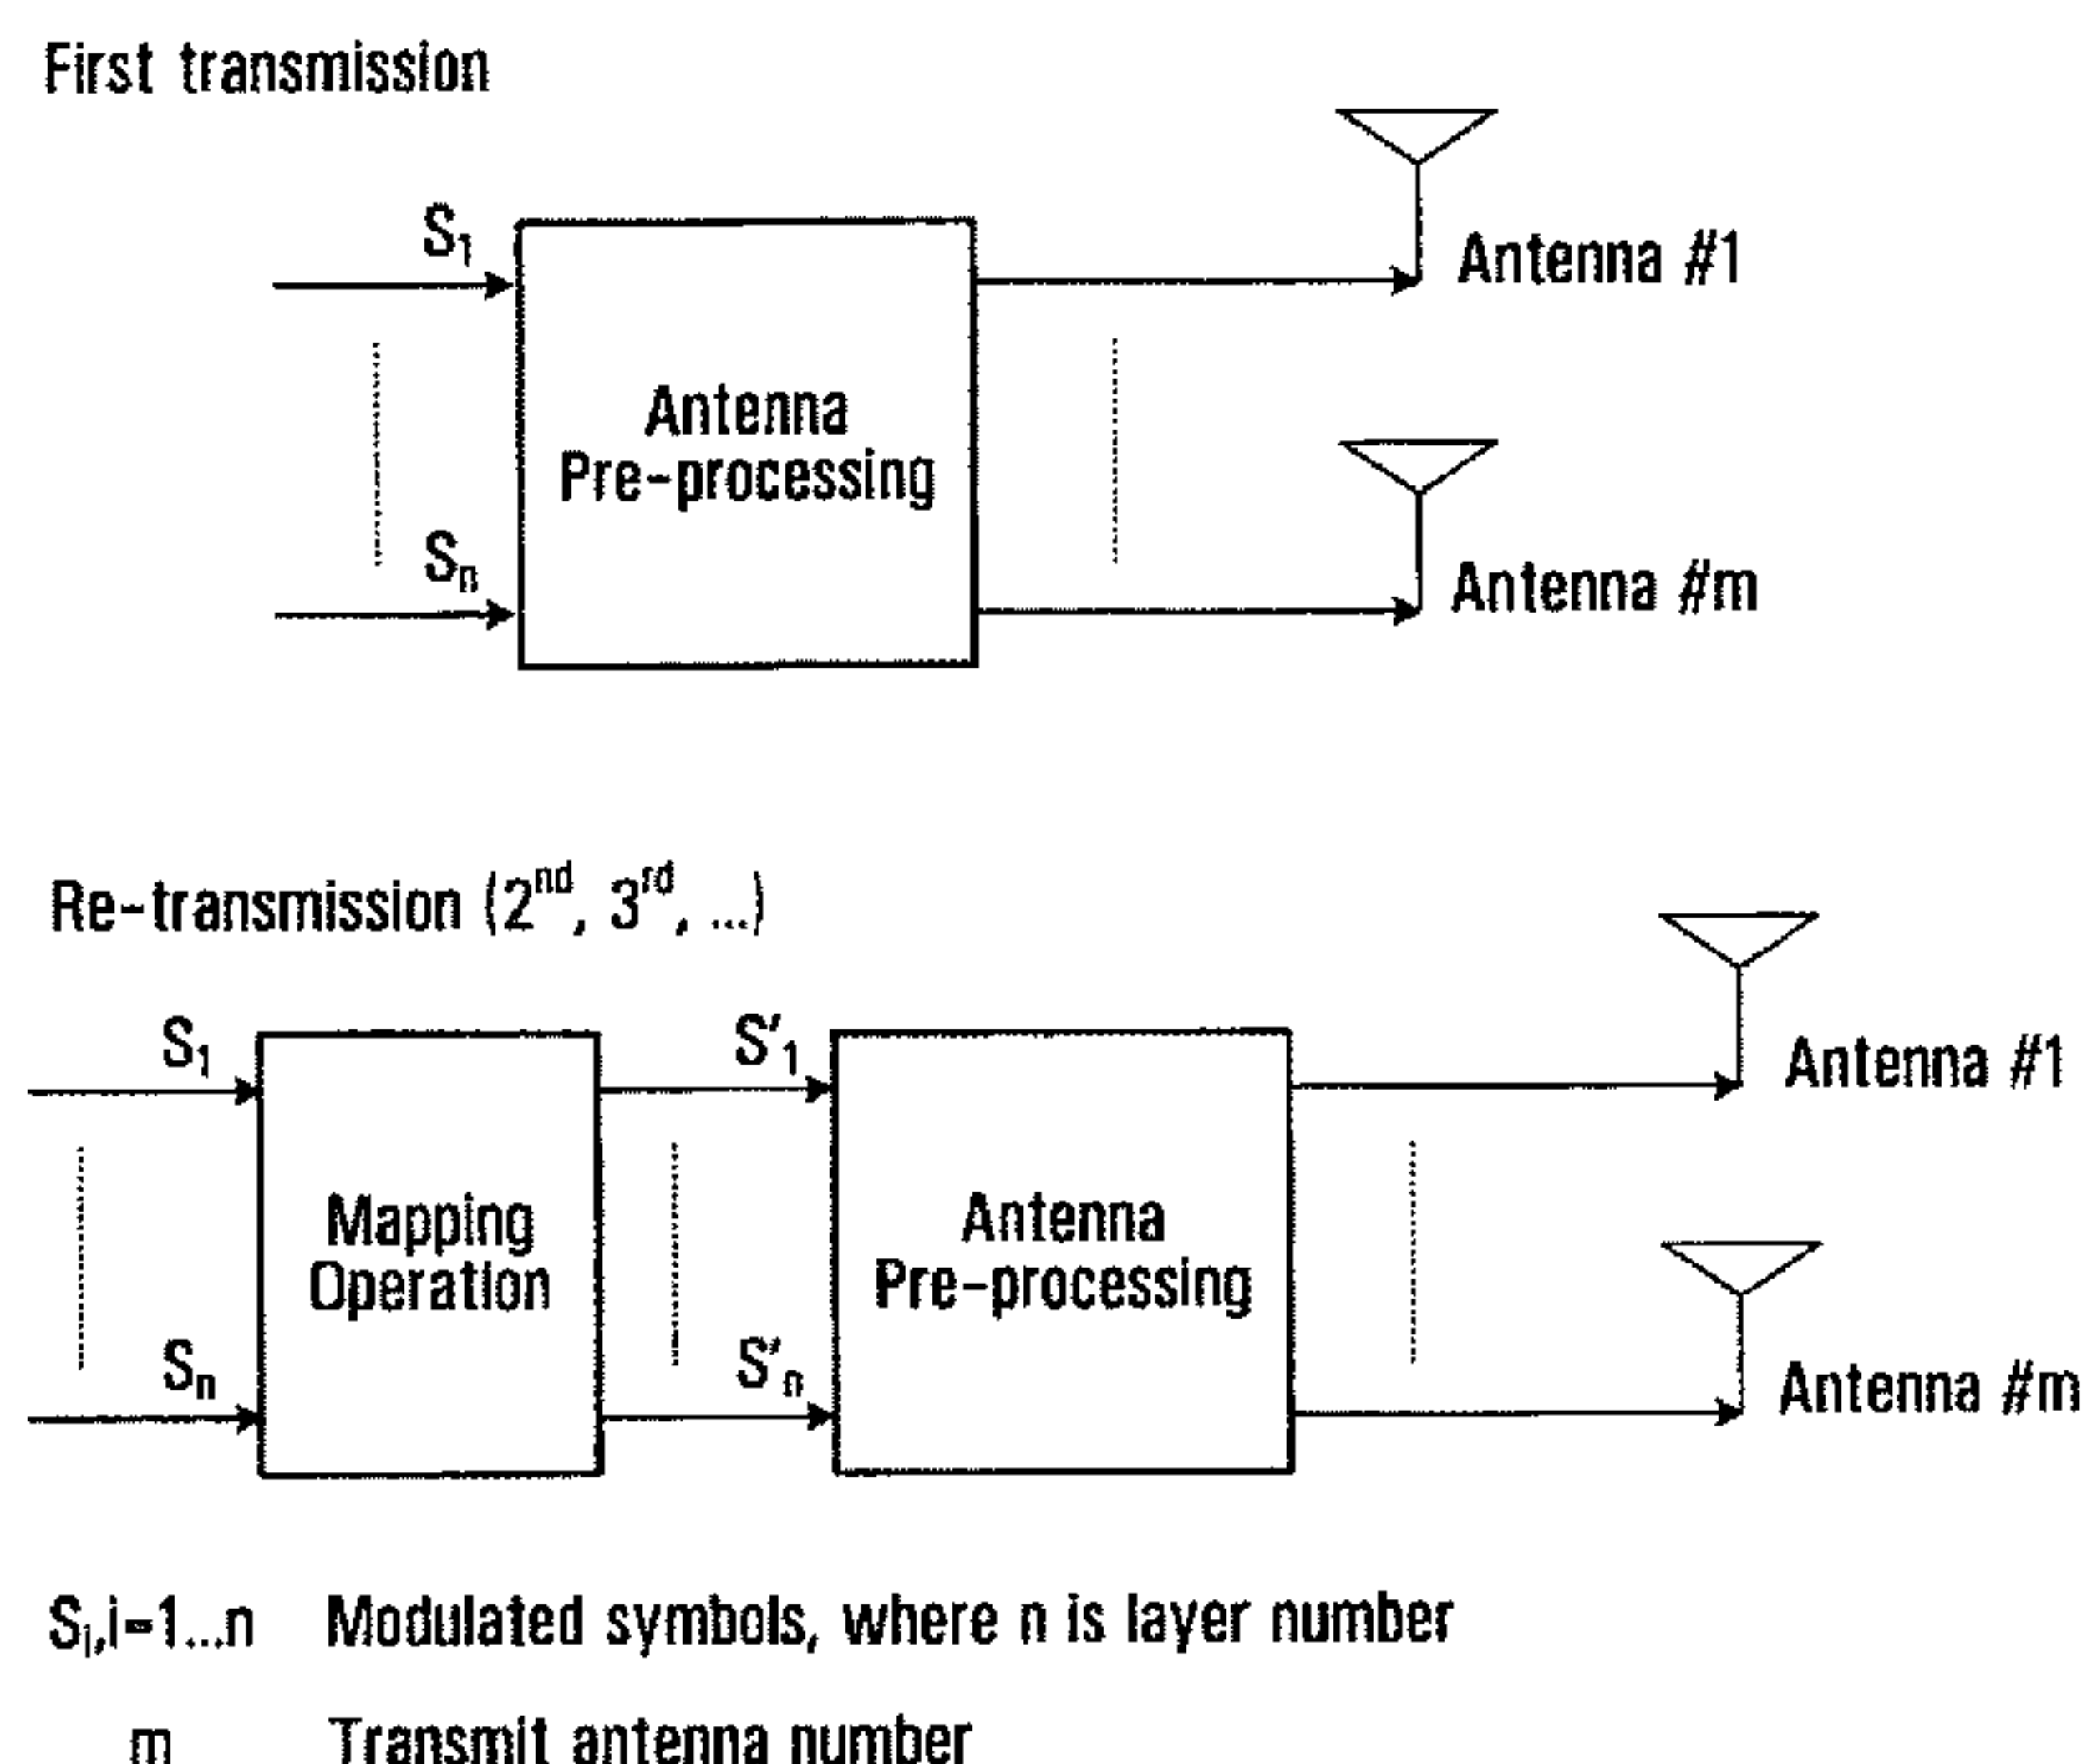 First transmission
S₁
Antenna #1
Antenna
Pre-processing
Sₙ
Antenna #m
Re-transmission (2ⁿᵈ, 3ʳᵈ, ...)
S₁
S'₁
Antenna #1
Mapping
Operation
Antenna
Pre-processing
Sₙ
S'ₙ
Antenna #m
Sᵢ,i=1...n Modulated symbols, where n is layer number
m Transmit antenna number